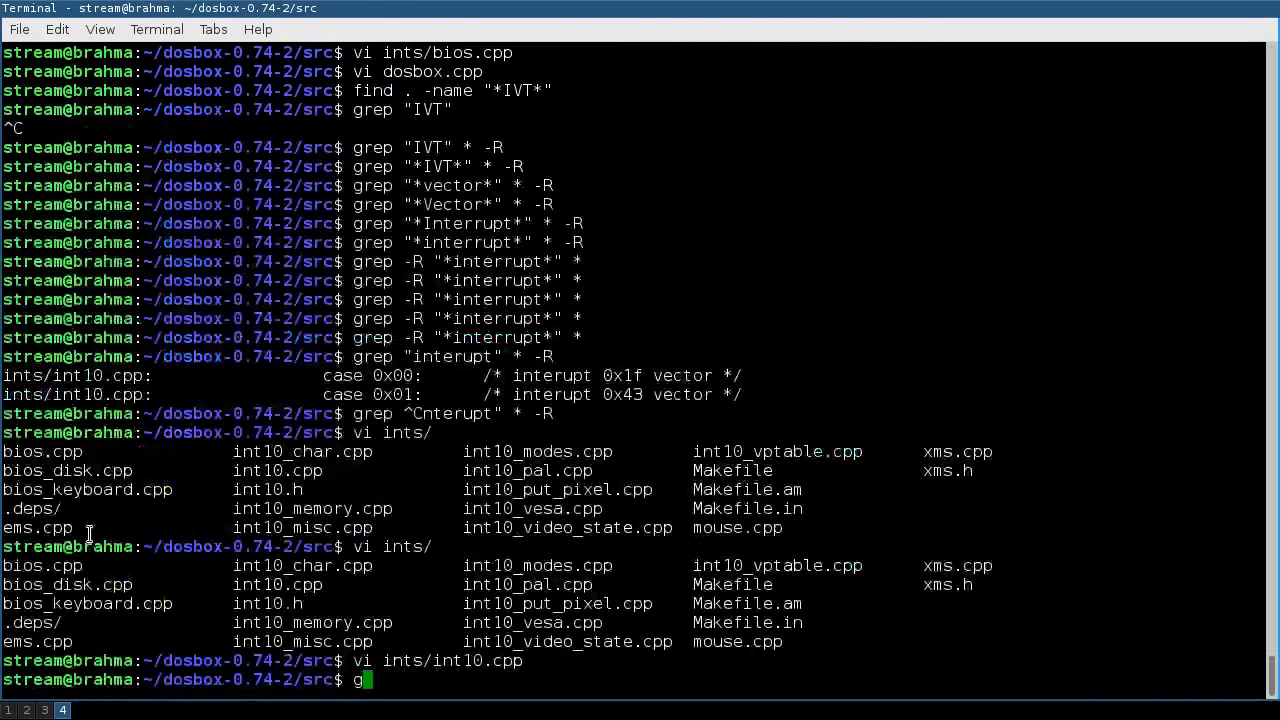 Terminal - stream@brahma: ~/dosbox-0.74-2/src
File Edit View Terminal Tabs Help
stream@brahma:~/dosbox-0.74-2/src$ vi ints/bios.cpp
stream@brahma:~/dosbox-0.74-2/src$ vi dosbox.cpp
stream@brahma:~/dosbox-0.74-2/src$ find . -name "*IVT*"
stream@brahma:~/dosbox-0.74-2/src$ grep "IVT"
^C
stream@brahma:~/dosbox-0.74-2/src$ grep "IVT" * -R
stream@brahma:~/dosbox-0.74-2/src$ grep "*IVT*" * -R
stream@brahma:~/dosbox-0.74-2/src$ grep "*vector*" * -R
stream@brahma:~/dosbox-0.74-2/src$ grep "*Vector*" * -R
stream@brahma:~/dosbox-0.74-2/src$ grep "*Interrupt*" * -R
stream@brahma:~/dosbox-0.74-2/src$ grep "*interrupt*" * -R
stream@brahma:~/dosbox-0.74-2/src$ grep -R "*interrupt*" *
stream@brahma:~/dosbox-0.74-2/src$ grep -R "*interrupt*" *
stream@brahma:~/dosbox-0.74-2/src$ grep -R "*interrupt*" *
stream@brahma:~/dosbox-0.74-2/src$ grep -R "*interrupt*" *
stream@brahma:~/dosbox-0.74-2/src$ grep -R "*interrupt*" *
stream@brahma:~/dosbox-0.74-2/src$ grep "interupt" * -R
ints/int10.cpp: case 0x00: /* interupt 0x1f vector */
ints/int10.cpp: case 0x01: /* interupt 0x43 vector */
stream@brahma:~/dosbox-0.74-2/src$ grep ^Cnterupt" * -R
stream@brahma:~/dosbox-0.74-2/src$ vi ints/
bios.cpp int10_char.cpp int10_modes.cpp int10_vptable.cpp xms.cpp
bios_disk.cpp int10.cpp int10_pal.cpp Makefile xms.h
bios_keyboard.cpp int10.h int10_put_pixel.cpp Makefile.am
.deps/ int10_memory.cpp int10_vesa.cpp Makefile.in
ems.cpp int10_misc.cpp int10_video_state.cpp mouse.cpp
stream@brahma:~/dosbox-0.74-2/src$ vi ints/
bios.cpp int10_char.cpp int10_modes.cpp int10_vptable.cpp xms.cpp
bios_disk.cpp int10.cpp int10_pal.cpp Makefile xms.h
bios_keyboard.cpp int10.h int10_put_pixel.cpp Makefile.am
.deps/ int10_memory.cpp int10_vesa.cpp Makefile.in
ems.cpp int10_misc.cpp int10_video_state.cpp mouse.cpp
stream@brahma:~/dosbox-0.74-2/src$ vi ints/int10.cpp
stream@brahma:~/dosbox-0.74-2/src$ g
1 2 3 4